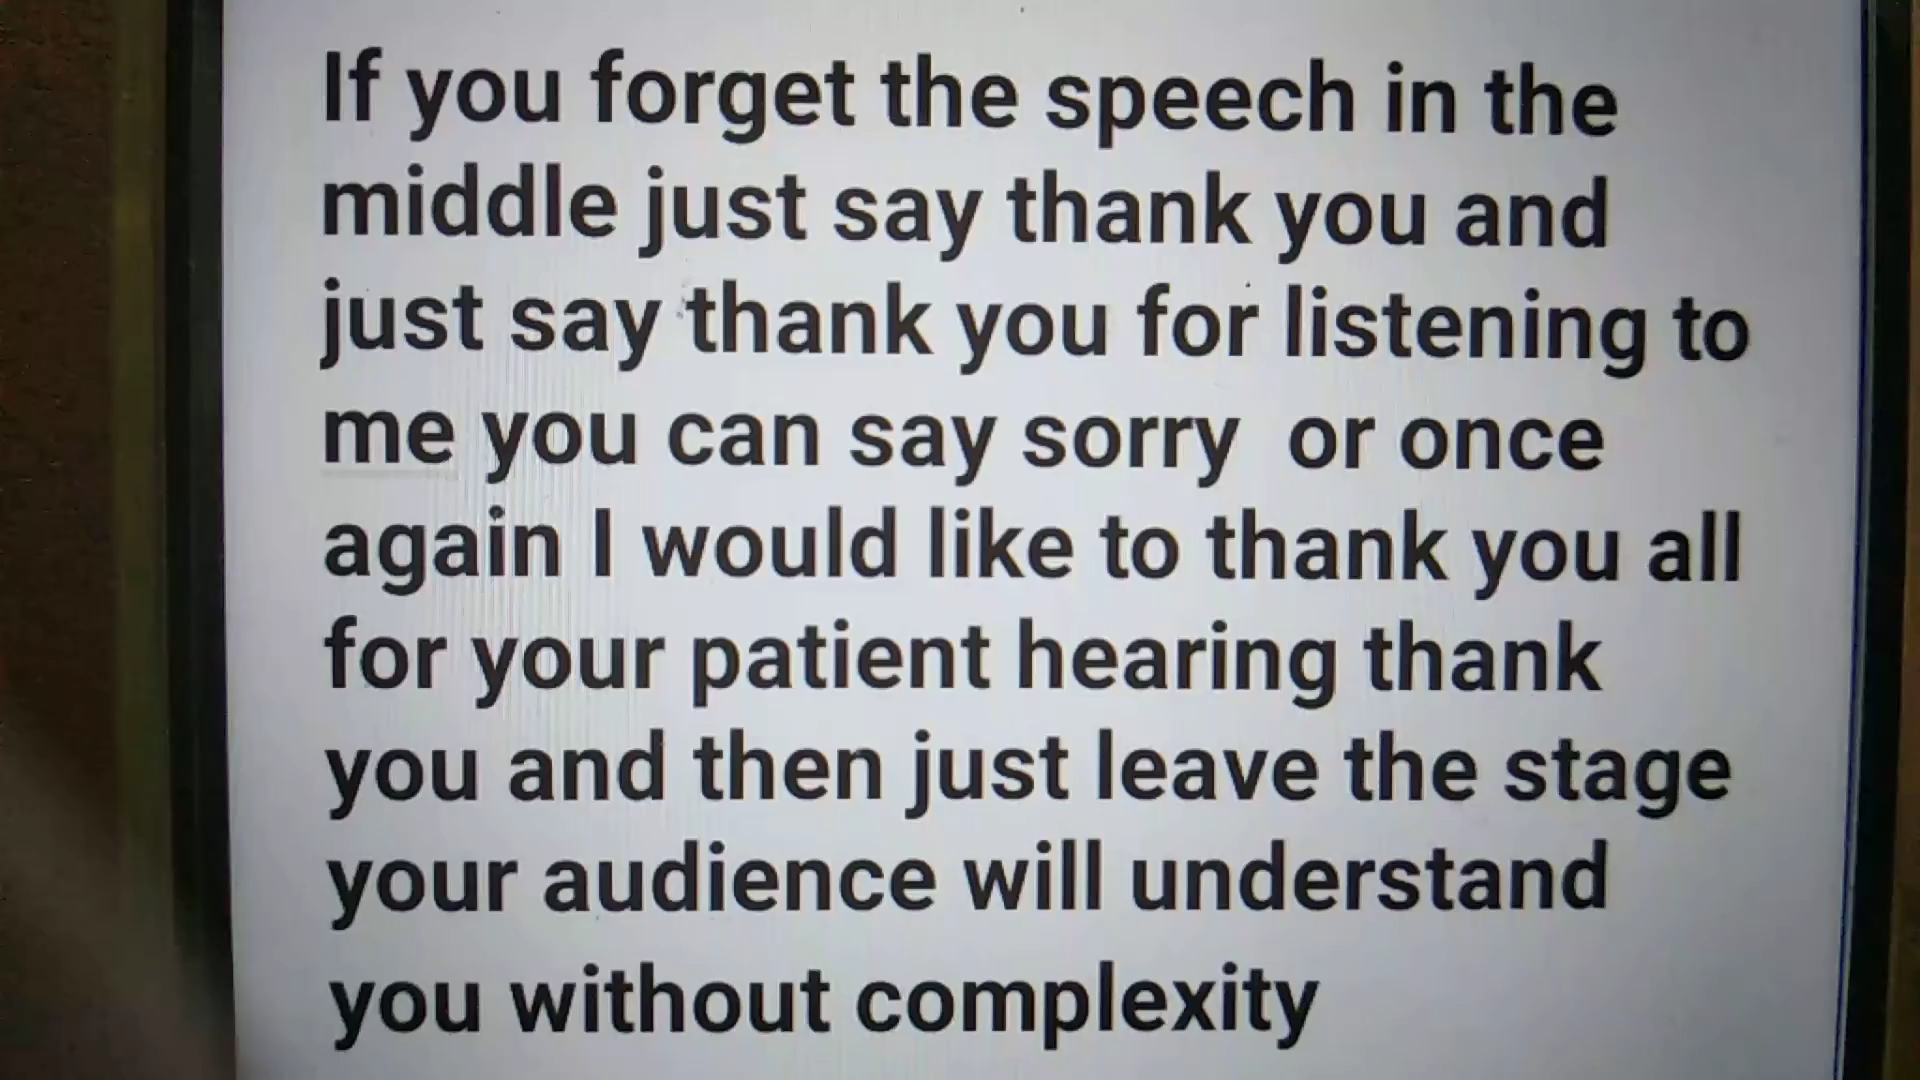 If you forget the speech in the
middle just say thank you and
just say thank you for listening to
me you can say sorry or once
again I would like to thank you all
for your patient hearing thank
you and then just leave the stage
your audience will understand
you without complexity